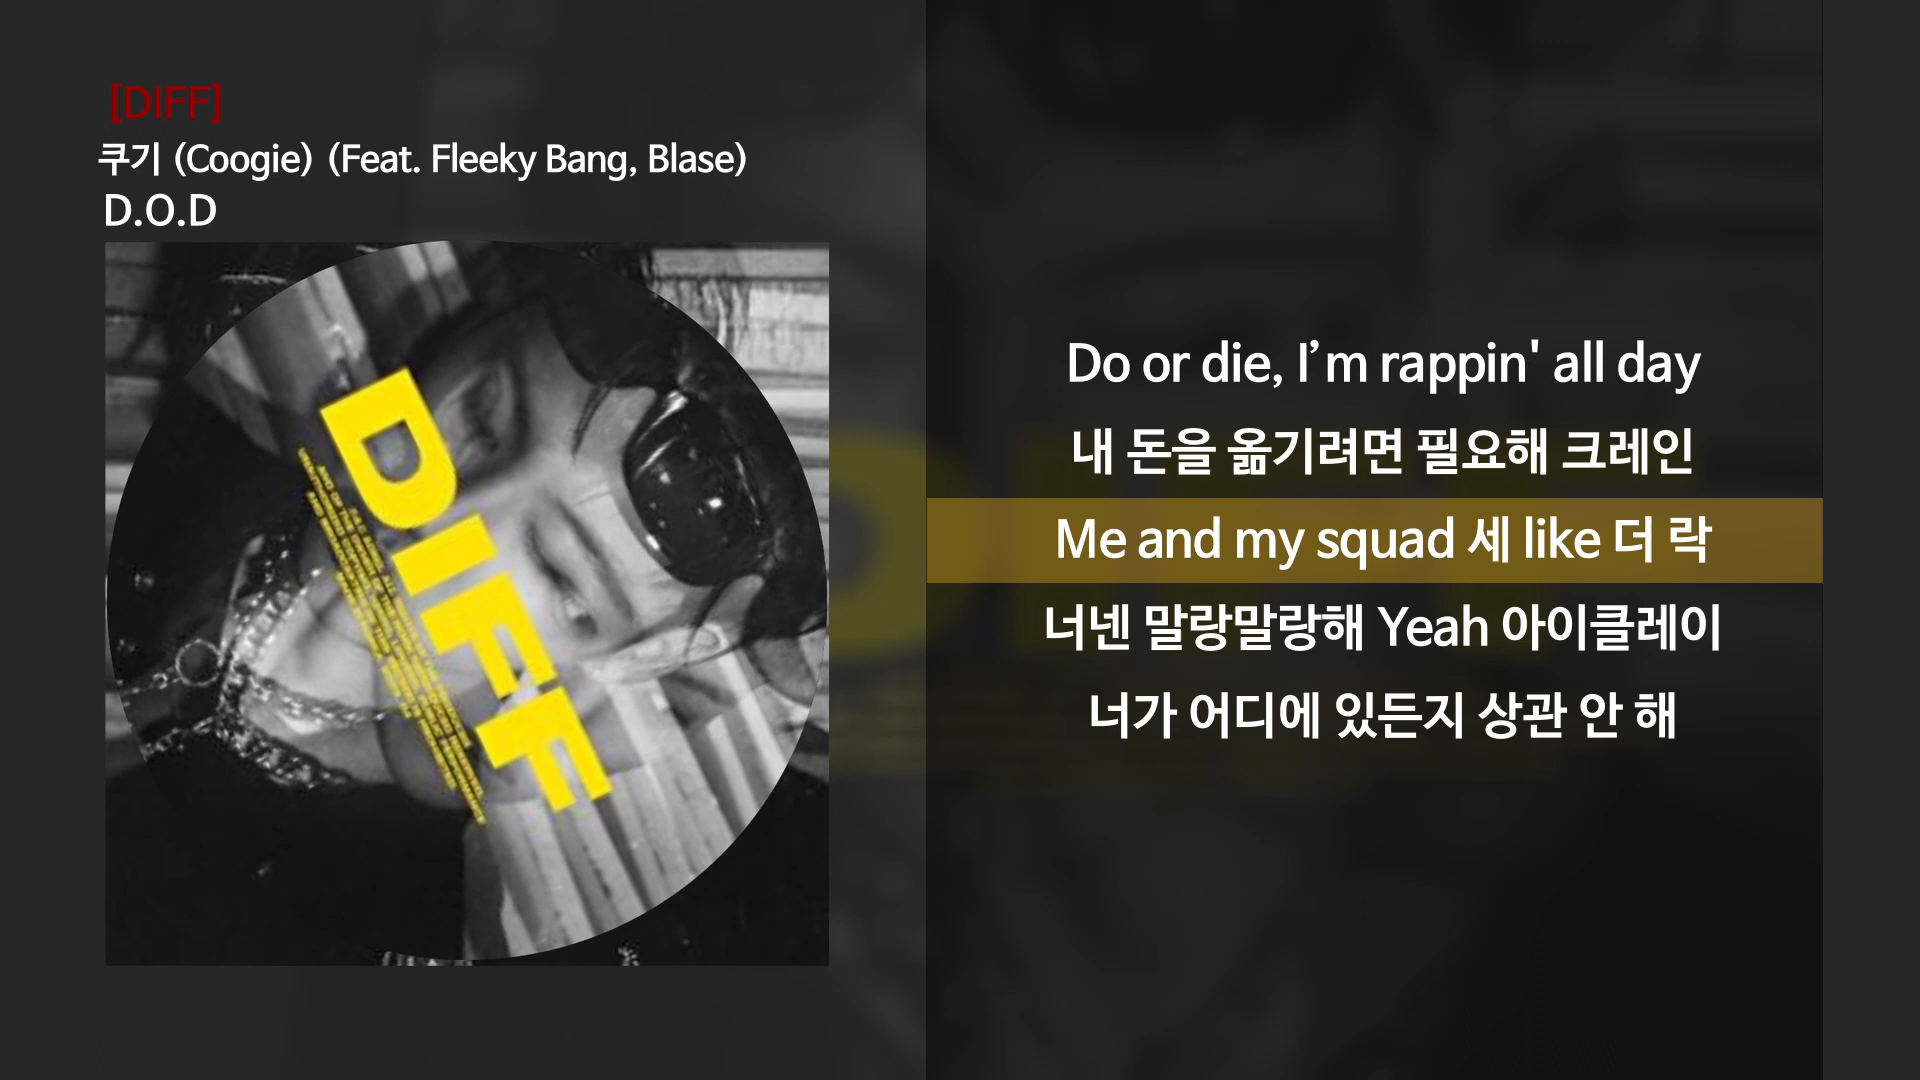 [DIFF]
쿠기 (Coogie) (Feat. Fleeky Bang, Blase)
D.O.D
DIFF
Do or die, I’m rappin' all day
내 돈을 옮기려면 필요해 크레인
Me and my squad 세 like 더 락
너넨 말랑말랑해 Yeah 아이클레이
너가 어디에 있든지 상관 안 해